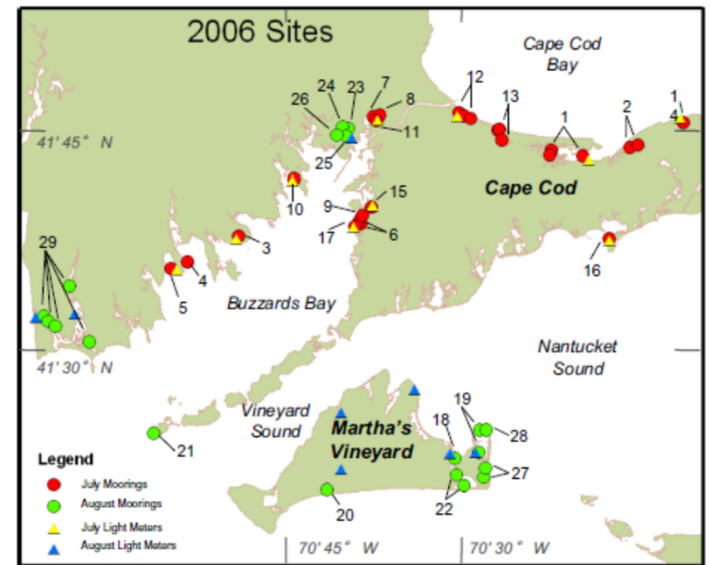 2006 Sites
Cape Cod
Bay
24
23
7
8
26
25
11
12
13
1
2
1
4
41°45° N
Cape Cod
10
15
9
17
6
3
16
29
4
5
Buzzards Bay
41°30° N
Nantucket
Sound
Vineyard
Sound
Martha's
Vineyard
18
19
28
21
27
22
20
Legend
July Moorings
August Moorings
July Light Meters
August Light Meters
70°45° W
70°30° W